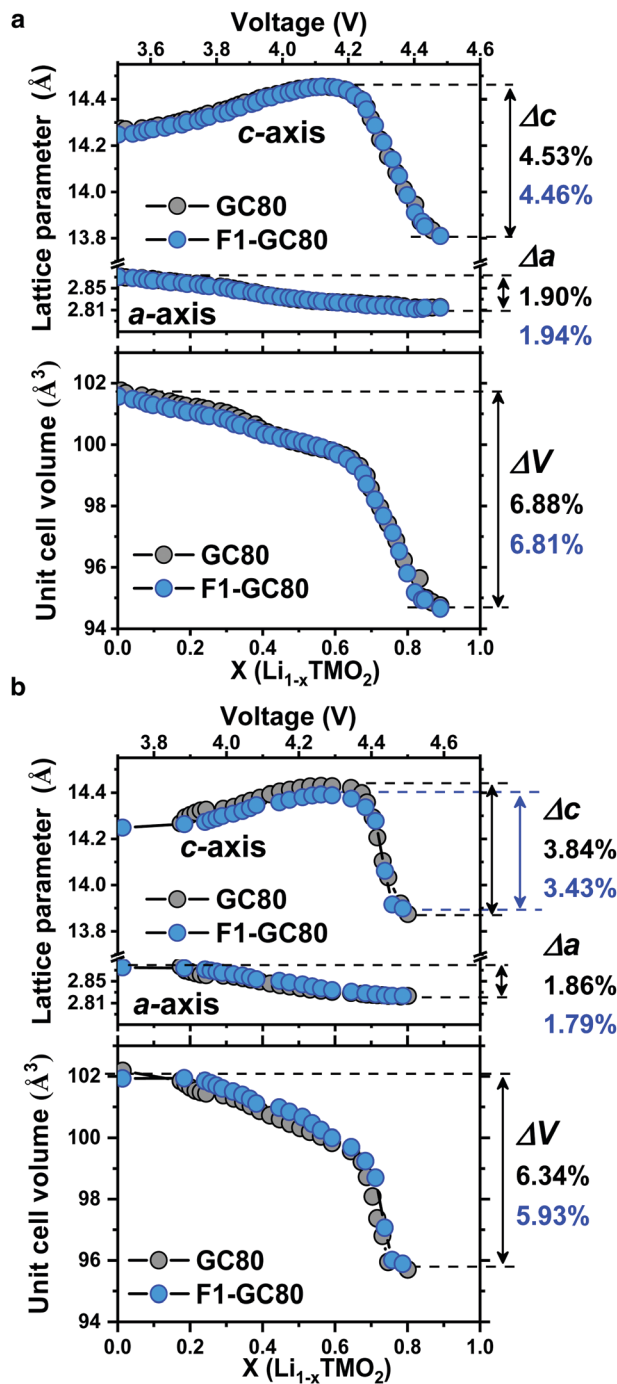 a
Voltage (V)
3.6 3.8 4.0 4.2 4.4 4.6
Lattice parameter (Å)
14.4
14.2
14.0
13.8
2.85
2.81
c-axis
GC80
F1-GC80
a-axis
Δc
4.53%
4.46%
Δa
1.90%
1.94%
Unit cell volume (Å³)
102
100
98
96
94
GC80
F1-GC80
ΔV
6.88%
6.81%
0.0 0.2 0.4 0.6 0.8 1.0
X (Li₁₋ₓTMO₂)
b
Voltage (V)
3.8 4.0 4.2 4.4 4.6
Lattice parameter (Å)
14.4
14.2
14.0
13.8
2.85
2.81
c-axis
GC80
F1-GC80
a-axis
Δc
3.84%
3.43%
Δa
1.86%
1.79%
Unit cell volume (Å³)
102
100
98
96
94
GC80
F1-GC80
ΔV
6.34%
5.93%
0.0 0.2 0.4 0.6 0.8 1.0
X (Li₁₋ₓTMO₂)